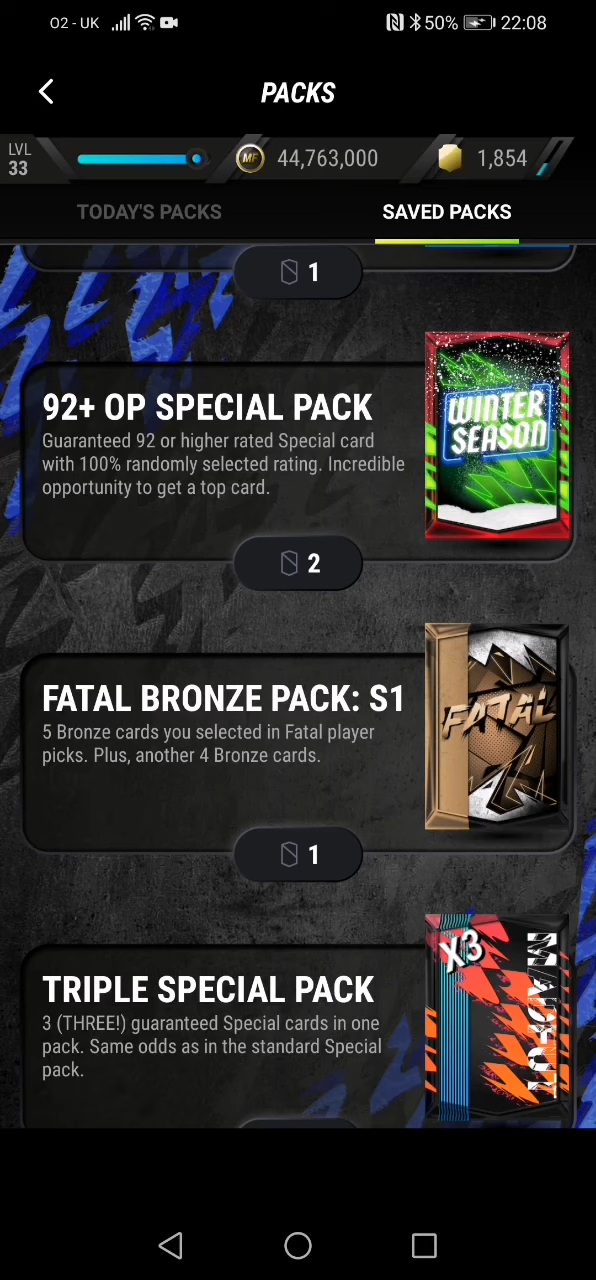 O2 - UK
50%
22:08
PACKS
LVL
33
MF
44,763,000
1,854
TODAY'S PACKS
SAVED PACKS
1
92+ OP SPECIAL PACK
Guaranteed 92 or higher rated Special card
with 100% randomly selected rating. Incredible
opportunity to get a top card.
WINTER
SEASON
2
FATAL BRONZE PACK: S1
5 Bronze cards you selected in Fatal player
picks. Plus, another 4 Bronze cards.
FATAL
1
TRIPLE SPECIAL PACK
3 (THREE!) guaranteed Special cards in one
pack. Same odds as in the standard Special
pack.
X3
MADFUT